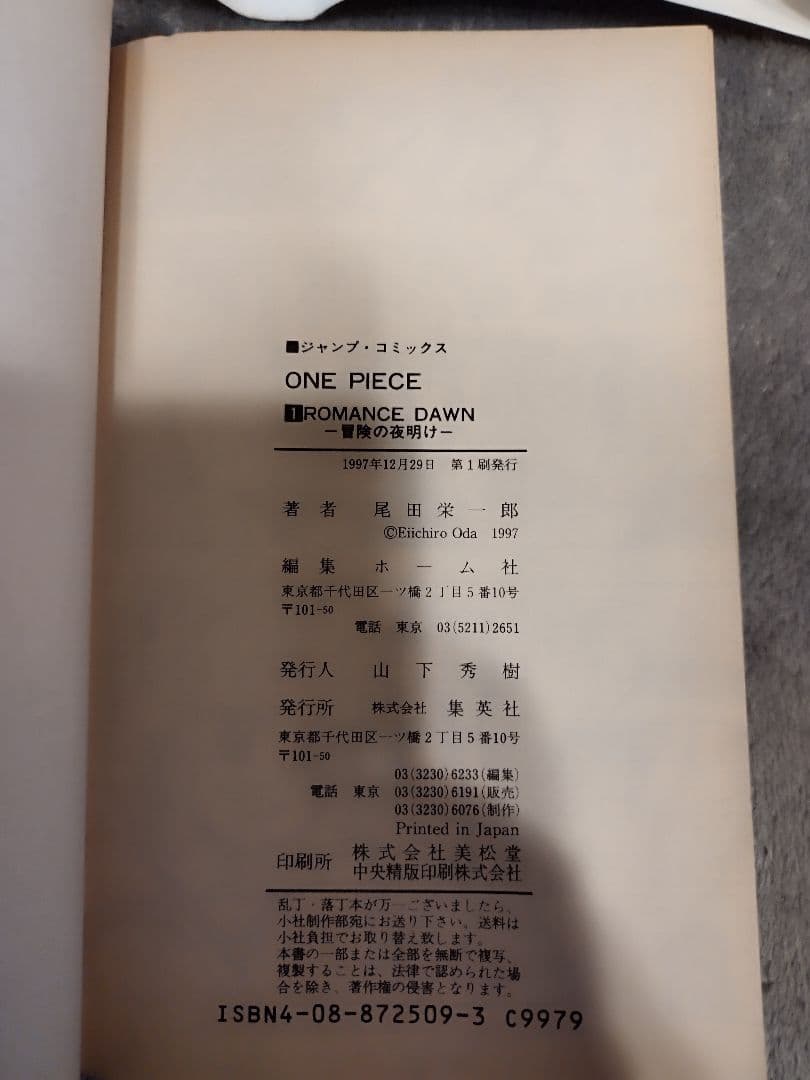 ■ジャンプ・コミックス
ONE PIECE
1 ROMANCE DAWN
―冒険の夜明け―
1997年12月29日 第1刷発行
著者 尾田栄一郎
©Eiichiro Oda 1997
編集 ホーム社
東京都千代田区一ツ橋2丁目5番10号
〒101-50
電話 東京 03(5211)2651
発行人 山下秀樹
発行所 株式会社 集英社
東京都千代田区一ツ橋2丁目5番10号
〒101-50
03(3230)6233(編集)
電話 東京 03(3230)6191(販売)
03(3230)6076(制作)
Printed in Japan
印刷所 株式会社美松堂
中央精版印刷株式会社
乱丁・落丁本が万一ございましたら、
小社制作部宛にお送り下さい。送料は
小社負担でお取り替え致します。
本書の一部または全部を無断で複写、
複製することは、法律で認められた場
合を除き、著作権の侵害となります。
ISBN4-08-872509-3 C9979